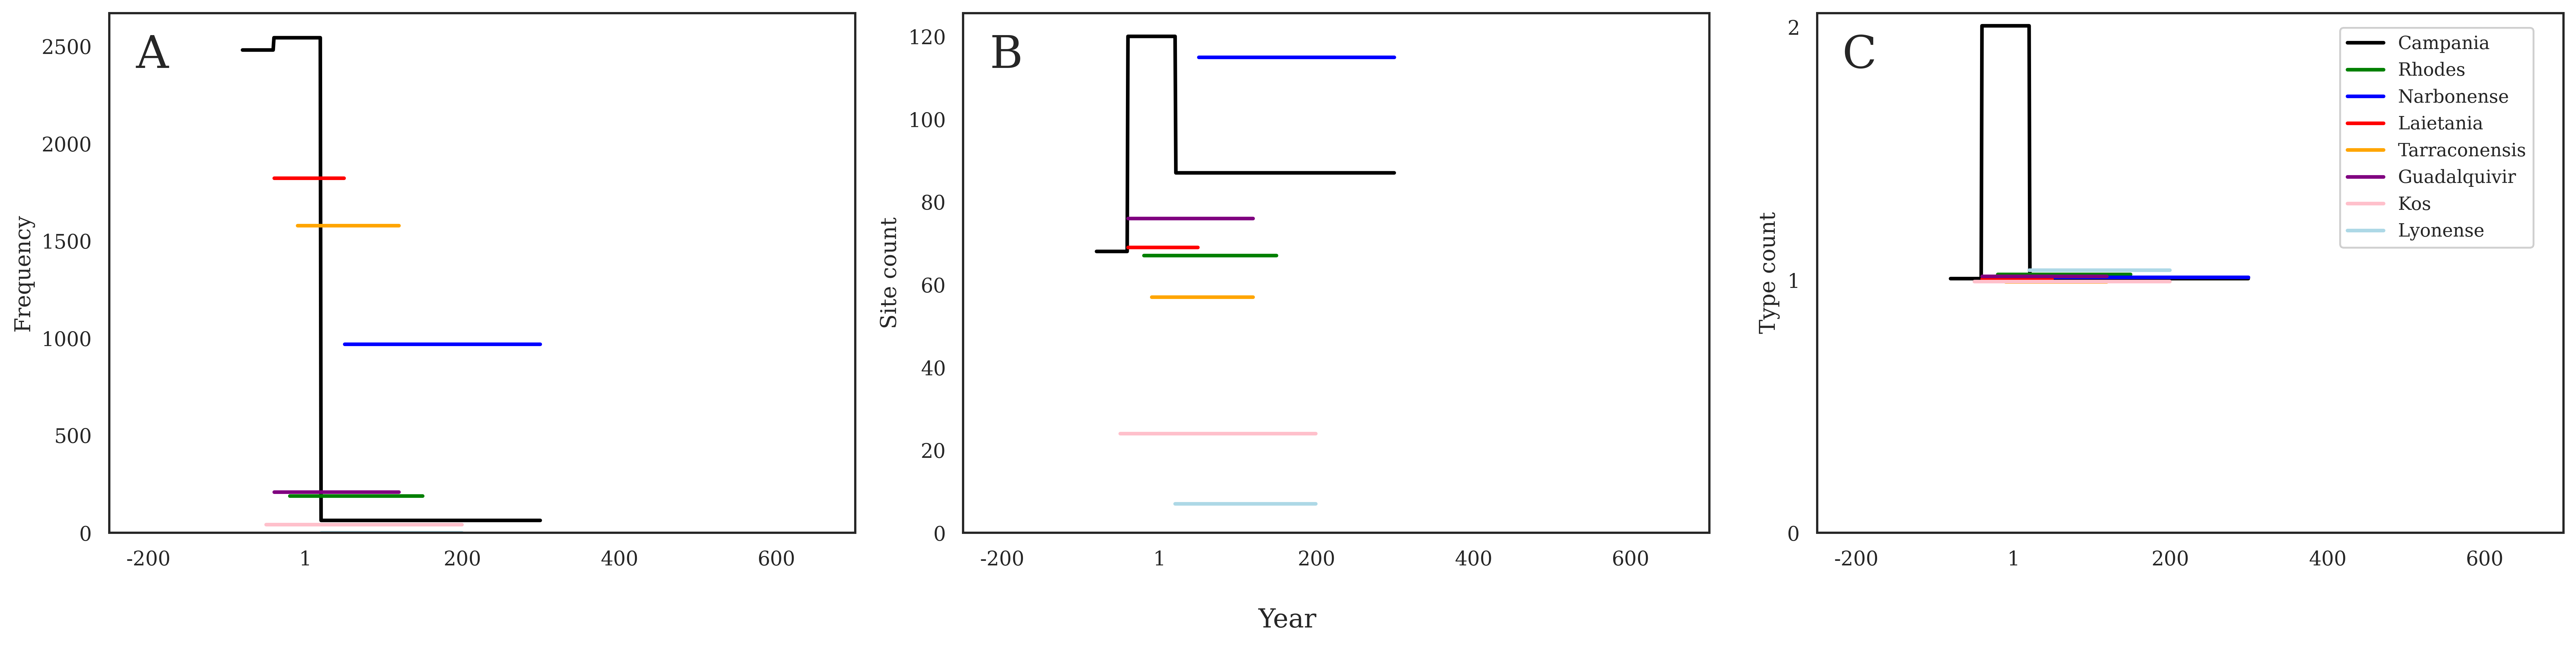 A
Frequency
2500
2000
1500
1000
500
0
-200 1 200 400 600
B
Site count
120
100
80
60
40
20
0
-200 1 200 400 600
C
Type count
2
1
0
-200 1 200 400 600
Campania
Rhodes
Narbonense
Laietania
Tarraconensis
Guadalquivir
Kos
Lyonense
Year